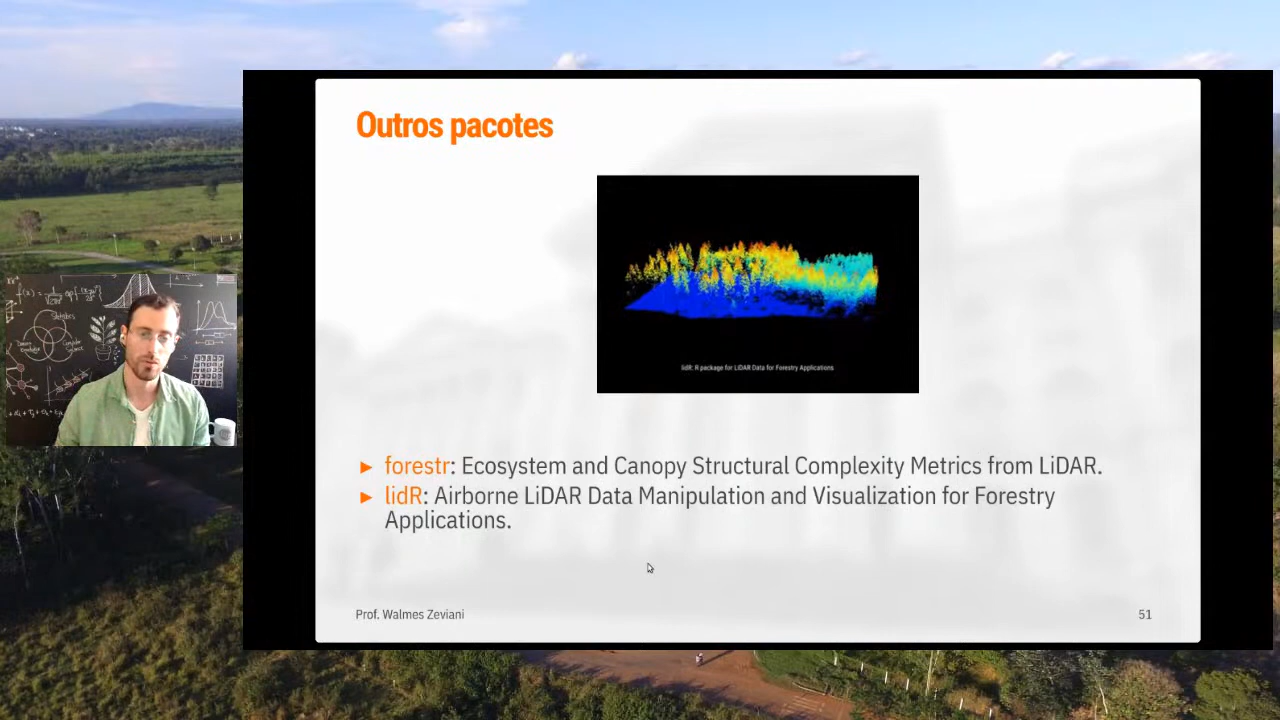 Outros pacotes
lidR: R package for LiDAR Data for Forestry Applications
► forestr: Ecosystem and Canopy Structural Complexity Metrics from LiDAR.
► lidR: Airborne LiDAR Data Manipulation and Visualization for Forestry
Applications.
Prof. Walmes Zeviani
51